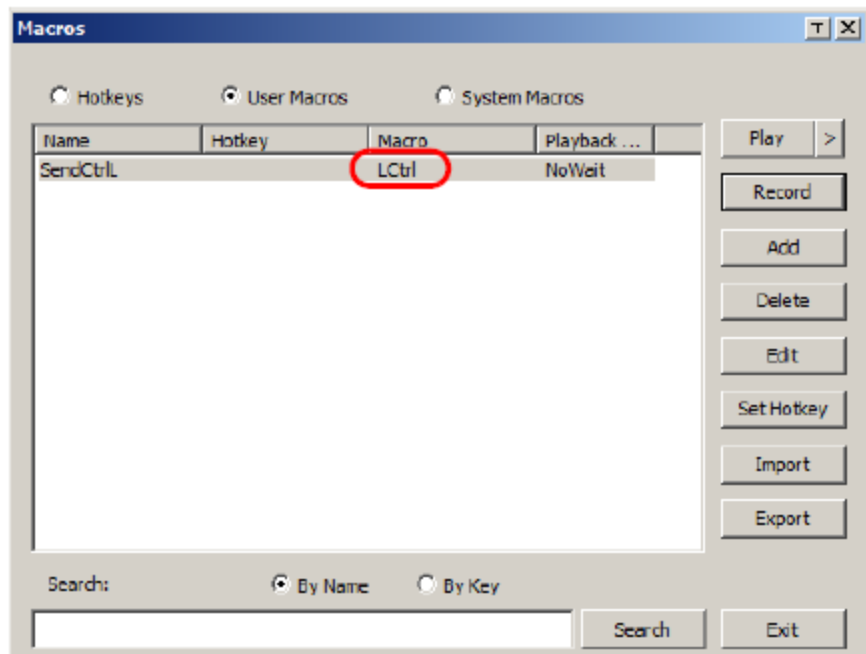 Macros
Hotkeys User Macros System Macros
Name Hotkey Macro Playback ...
SendCtrlL LCtrl NoWait
Play >
Record
Add
Delete
Edit
Set Hotkey
Import
Export
Search: By Name By Key
Search Exit